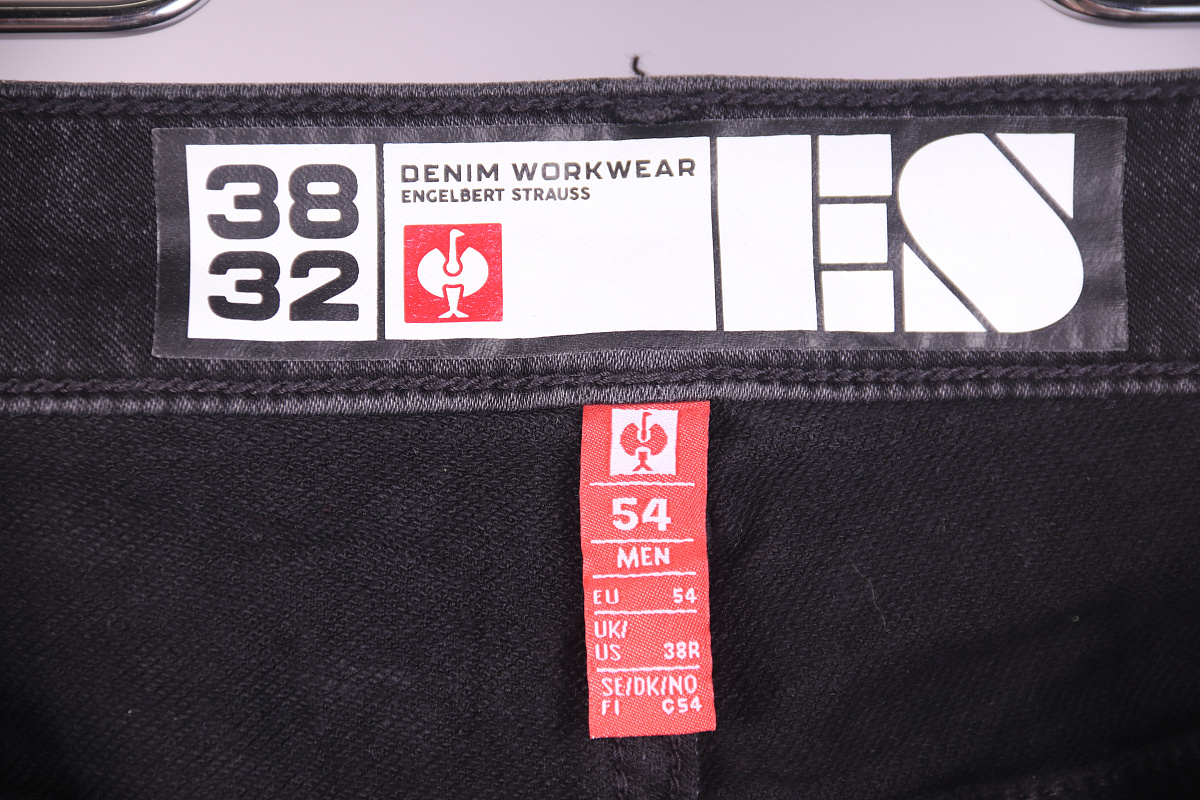 38
32
DENIM WORKWEAR
ENGELBERT STRAUSS
ES
54
MEN
EU 54
UK/
US 38R
SE/DK/NO
FI C54